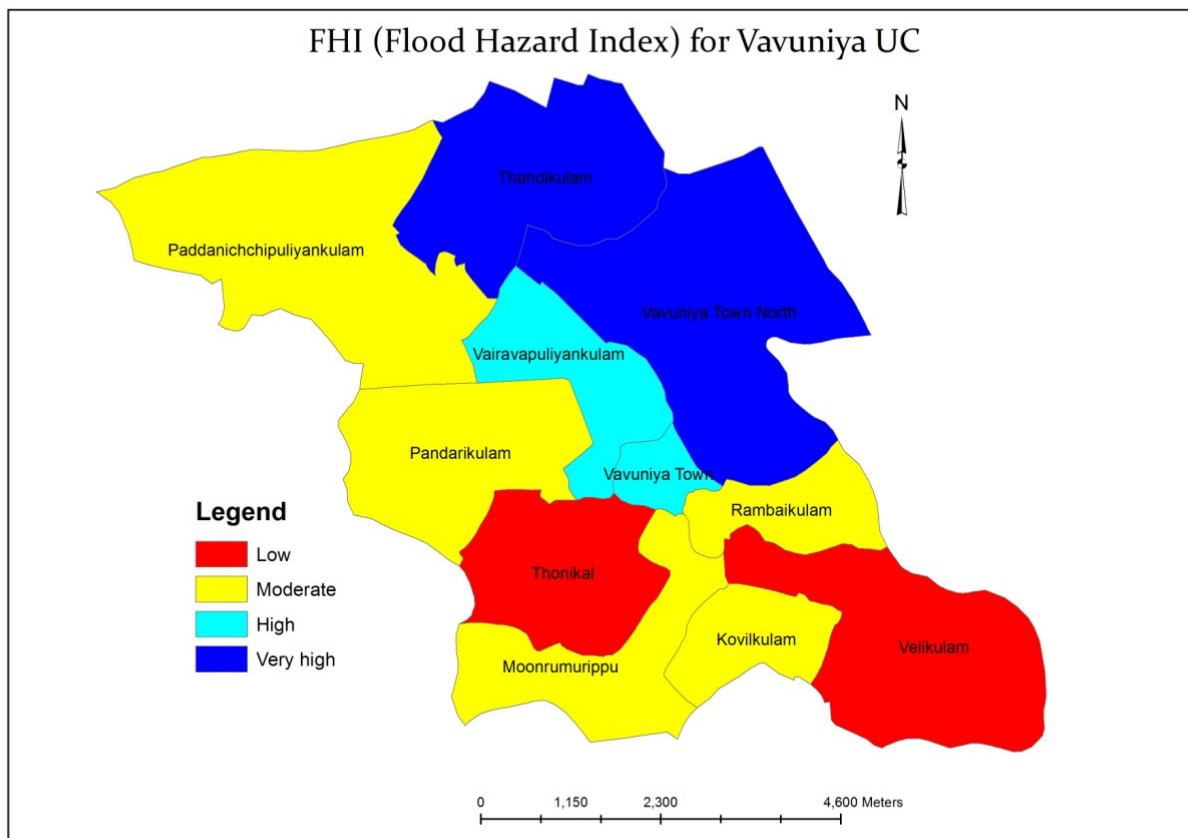 FHI (Flood Hazard Index) for Vavuniya UC
N
Thandikulam
Paddanichchipuliyankulam
Vavuniya Town North
Vairavapuliyankulam
Pandarikulam
Vavuniya Town
Rambaikulam
Thonikal
Kovilkulam
Velikulam
Moonrumurippu
Legend
Low
Moderate
High
Very high
0 1,150 2,300 4,600 Meters